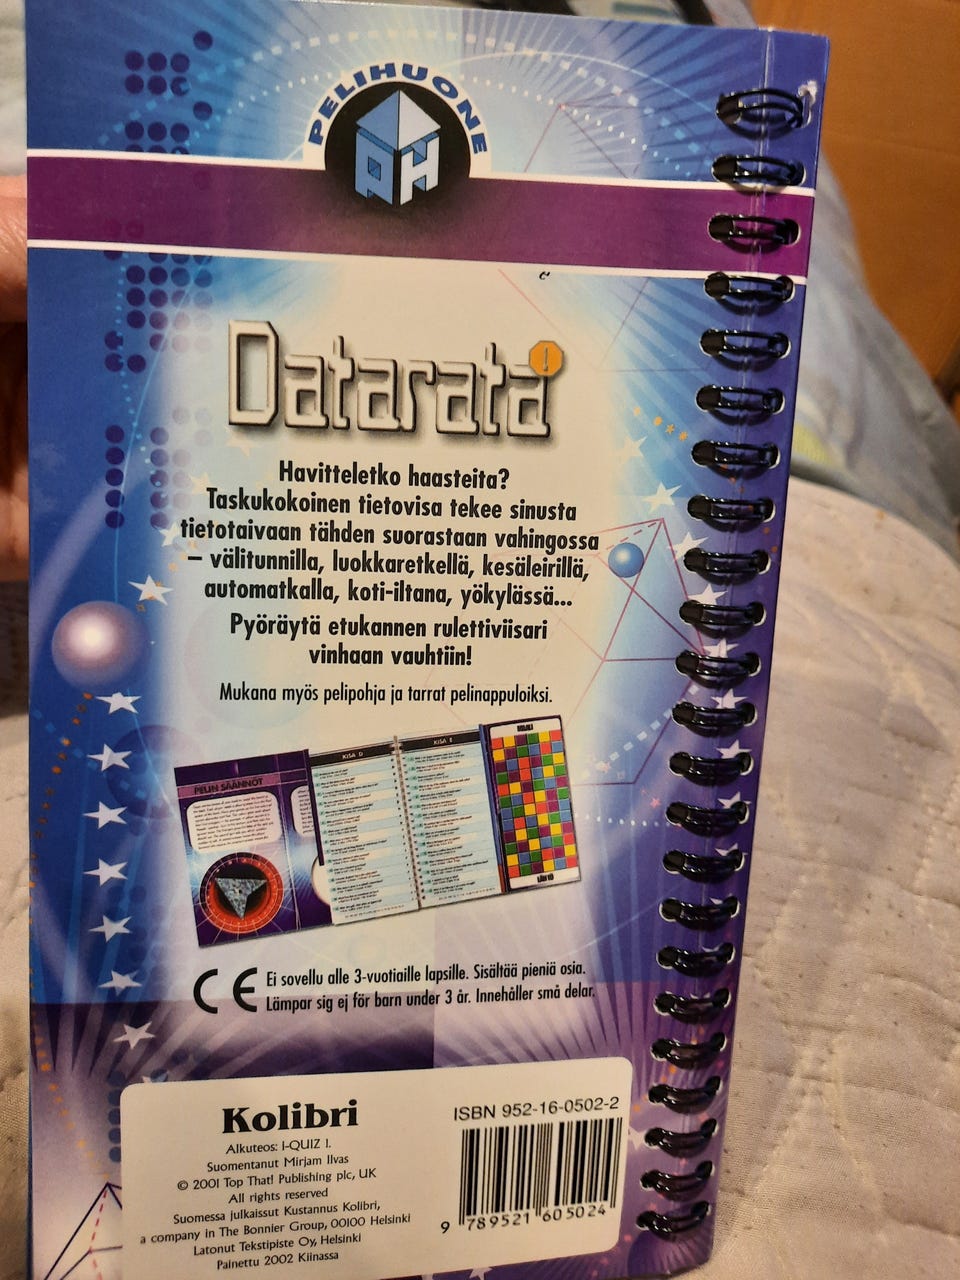 PELIHUONE
PH
Datarata!
Havitteletko haasteita?
Taskukokoinen tietovisa tekee sinusta
tietotaivaan tähden suorastaan vahingossa
– välitunnilla, luokkaretkellä, kesäleirillä,
automatkalla, koti-iltana, yökylässä...
Pyöräytä etukannen rulettiviisari
vinhaan vauhtiin!
Mukana myös pelipohja ja tarrat pelinappuloiksi.
PELIN SÄÄNNÖT
KISA D
KISA E
MAALI
LÄHTÖ
CE
Ei sovellu alle 3-vuotiaille lapsille. Sisältää pieniä osia.
Lämpar sig ej för barn under 3 år. Innehåller små delar.
Kolibri
Alkuteos: I-QUIZ 1.
Suomentanut Mirjam Ilvas
© 2001 Top That! Publishing plc, UK
All rights reserved
Suomessa julkaissut Kustannus Kolibri,
a company in The Bonnier Group, 00100 Helsinki
Latonut Tekstipiste Oy, Helsinki
Painettu 2002 Kiinassa
ISBN 952-16-0502-2
9 789521 605024